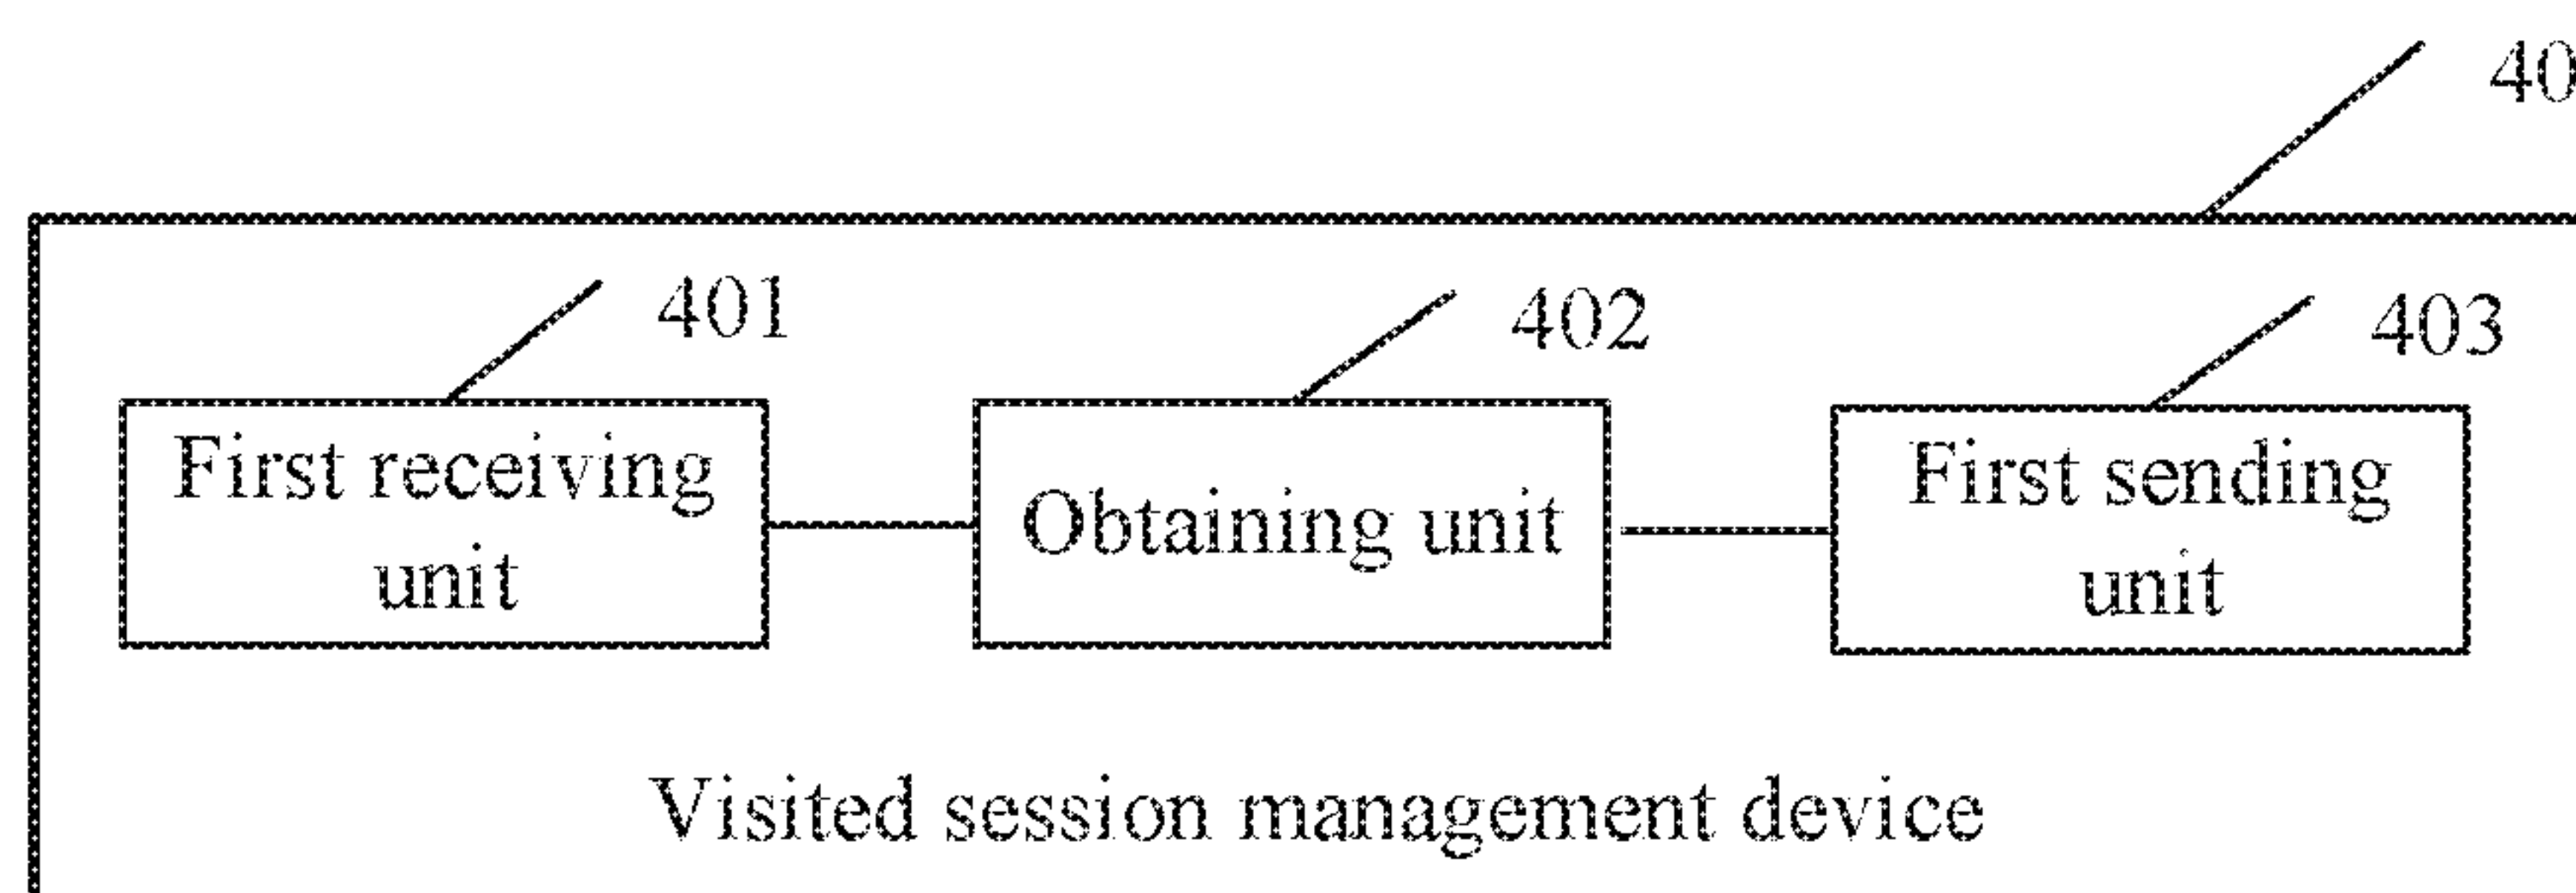 40
401
402
403
First receiving
unit
Obtaining unit
First sending
unit
Visited session management device